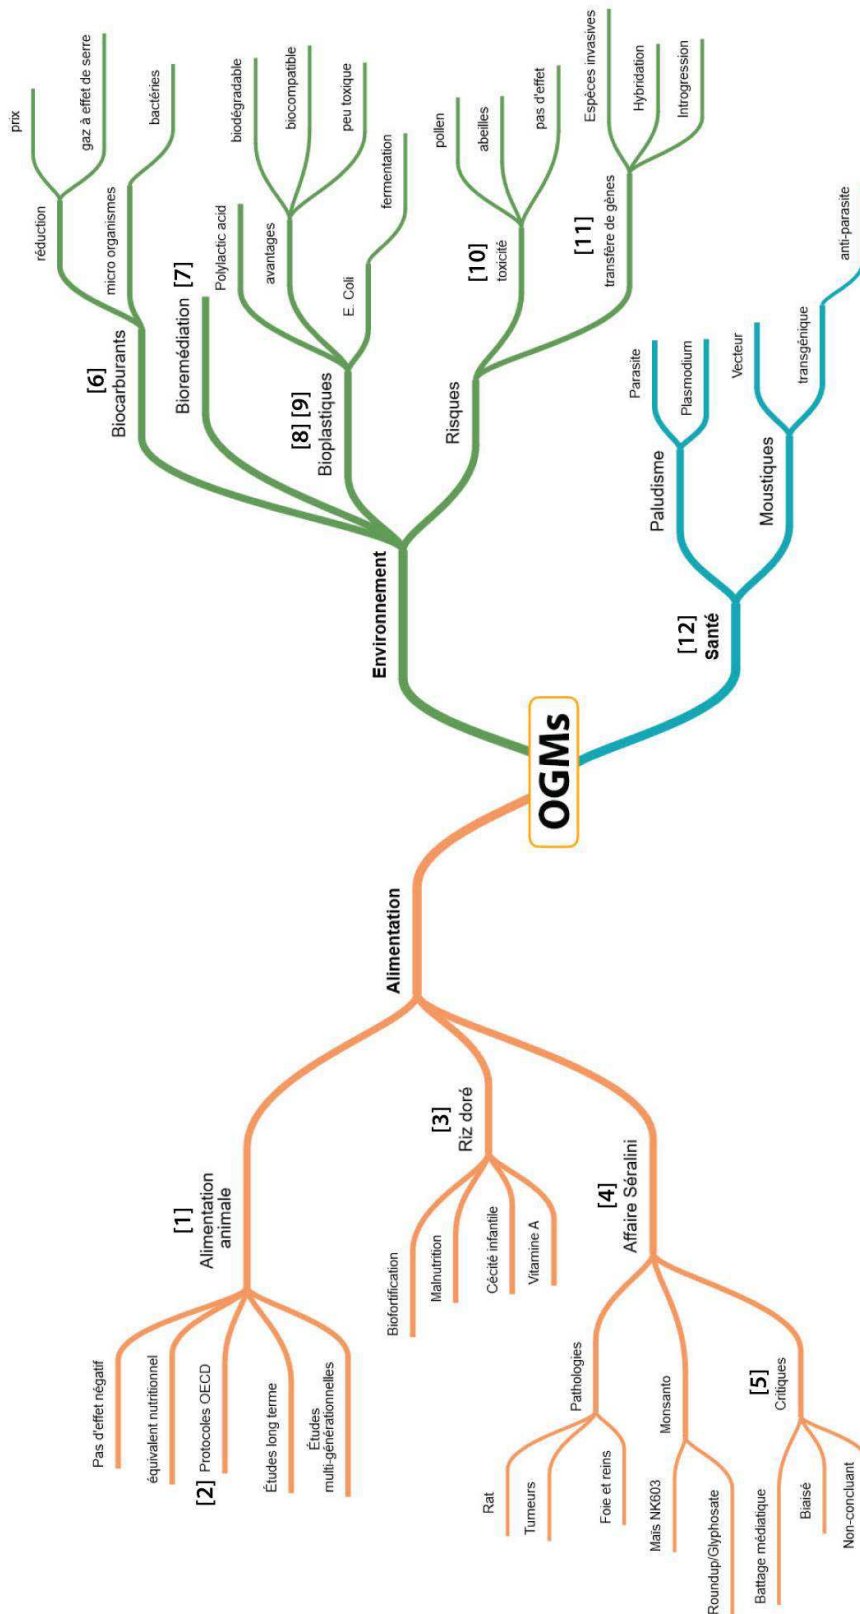 OGMs
Alimentation
[1]
Alimentation
animale
Pas d'effet négatif
équivalent nutritionnel
[2] Protocoles OECD
Études long terme
Études
multi-générationnelles
[3]
Riz doré
Biofortification
Malnutrition
Cécité infantile
Vitamine A
[4]
Affaire Séralini
Pathologies
Rat
Tumeurs
Foie et reins
Monsanto
Maïs NK603
Roundup/Glyphosate
[5]
Critiques
Battage médiatique
Biaisé
Non-concluant
Environnement
[6]
Biocarburants
réduction
prix
gaz à effet de serre
micro organismes
bactéries
Bioremédiation [7]
[8] [9]
Bioplastiques
Polylactic acid
avantages
biodégradable
biocompatible
peu toxique
E. Coli
fermentation
Risques
[10]
toxicité
pollen
abeilles
pas d'effet
[11]
transfère de gènes
Espèces invasives
Hybridation
Introgression
[12]
Santé
Paludisme
Parasite
Plasmodium
Moustiques
Vecteur
transgénique
anti-parasite